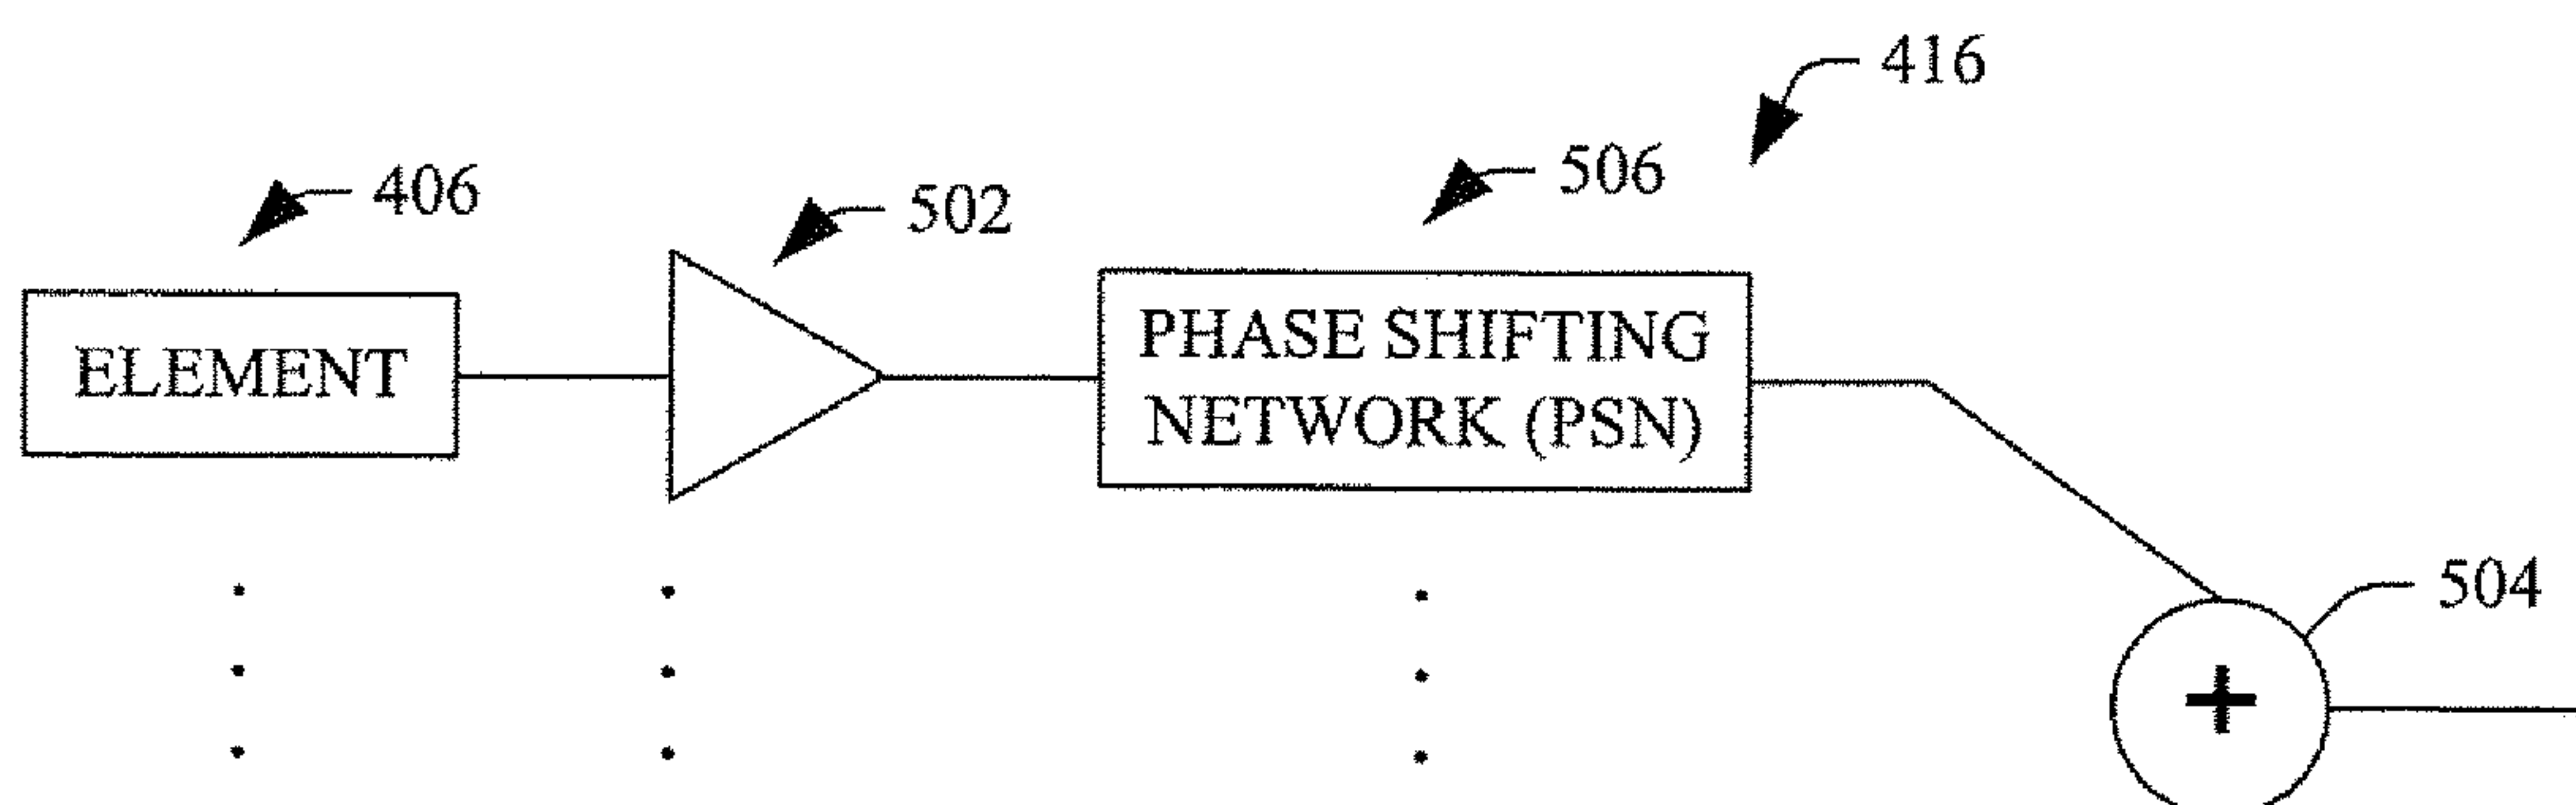 416
506
406
502
ELEMENT
PHASE SHIFTING
NETWORK (PSN)
504
+